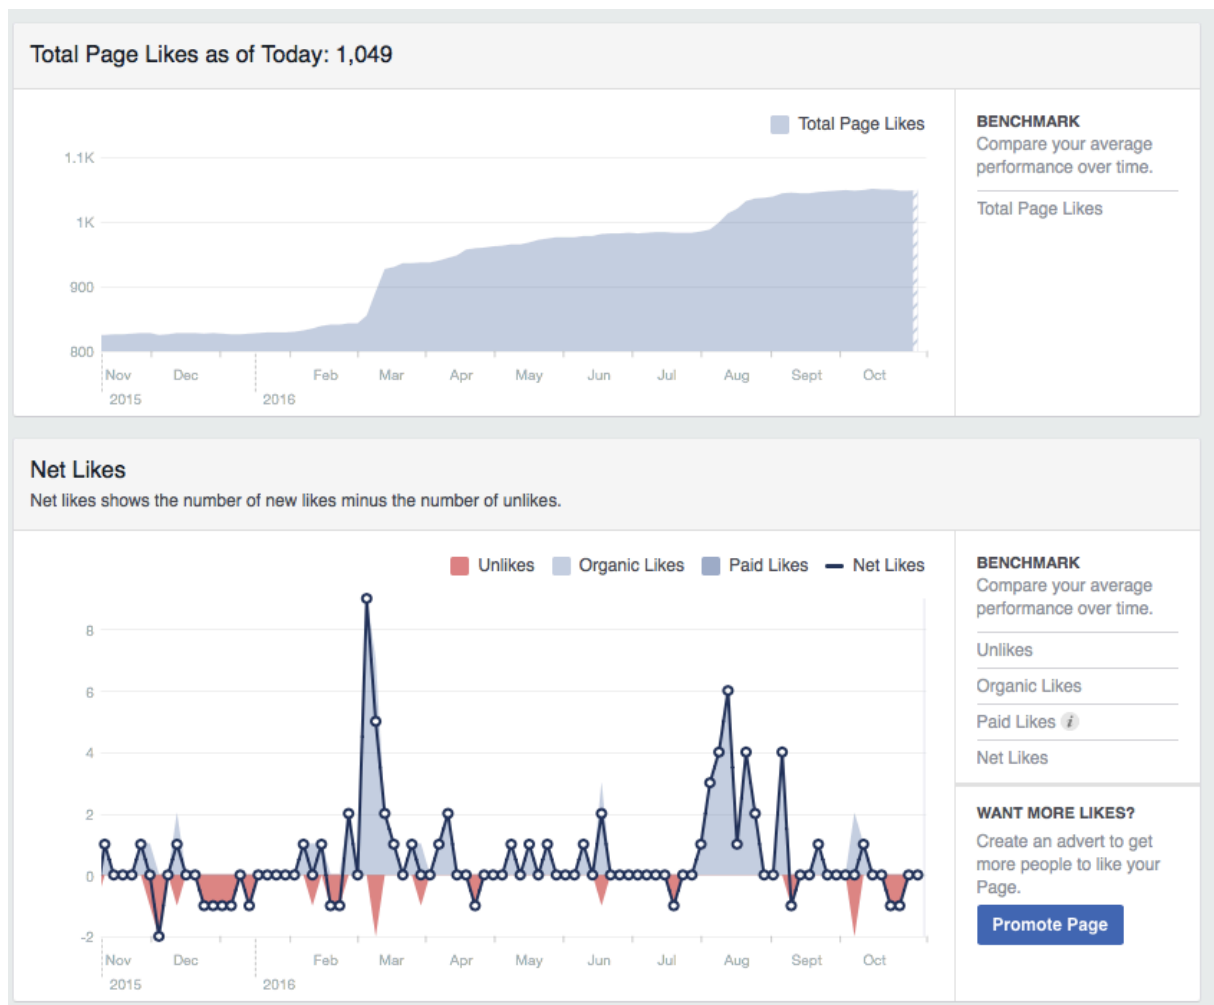 Total Page Likes as of Today: 1,049
Total Page Likes
BENCHMARK
Compare your average
performance over time.
Total Page Likes
1.1K
1K
900
800
Nov Dec Feb Mar Apr May Jun Jul Aug Sept Oct
2015 2016
Net Likes
Net likes shows the number of new likes minus the number of unlikes.
Unlikes Organic Likes Paid Likes Net Likes
BENCHMARK
Compare your average
performance over time.
Unlikes
Organic Likes
Paid Likes i
Net Likes
8
6
4
2
0
-2
Nov Dec Feb Mar Apr May Jun Jul Aug Sept Oct
2015 2016
WANT MORE LIKES?
Create an advert to get
more people to like your
Page.
Promote Page